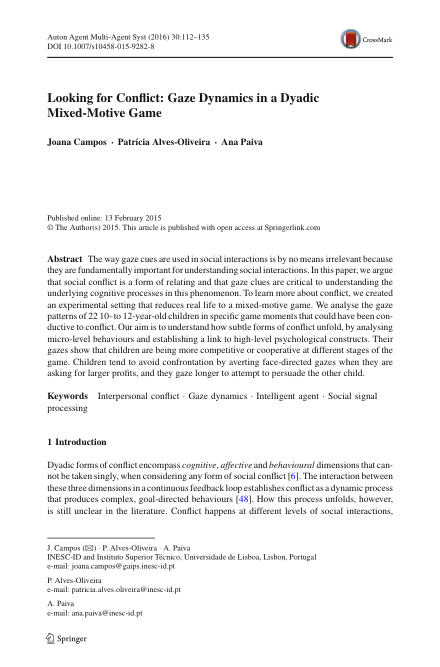 Auton Agent Multi-Agent Syst (2016) 30:112–135
DOI 10.1007/s10458-015-9282-8
CrossMark
Looking for Conflict: Gaze Dynamics in a Dyadic
Mixed-Motive Game
Joana Campos · Patrícia Alves-Oliveira · Ana Paiva
Published online: 13 February 2015
© The Author(s) 2015. This article is published with open access at Springerlink.com
Abstract The way gaze cues are used in social interactions is by no means irrelevant because
they are fundamentally important for understanding social interactions. In this paper, we argue
that social conflict is a form of relating and that gaze cues are critical to understanding the
underlying cognitive processes in this phenomenon. To learn more about conflict, we created
an experimental setting that reduces real life to a mixed-motive game. We analyse the gaze
patterns of 22 10- to 12-year-old children in specific game moments that could have been con-
ductive to conflict. Our aim is to understand how subtle forms of conflict unfold, by analysing
micro-level behaviours and establishing a link to high-level psychological constructs. Their
gazes show that children are being more competitive or cooperative at different stages of the
game. Children tend to avoid confrontation by averting face-directed gazes when they are
asking for larger profits, and they gaze longer to attempt to persuade the other child.
Keywords Interpersonal conflict · Gaze dynamics · Intelligent agent · Social signal
processing
1 Introduction
Dyadic forms of conflict encompass cognitive, affective and behavioural dimensions that can-
not be taken singly, when considering any form of social conflict [6]. The interaction between
these three dimensions in a continuous feedback loop establishes conflict as a dynamic process
that produces complex, goal-directed behaviours [48]. How this process unfolds, however,
is still unclear in the literature. Conflict happens at different levels of social interactions,
J. Campos (✉) · P. Alves-Oliveira · A. Paiva
INESC-ID and Instituto Superior Técnico, Universidade de Lisboa, Lisbon, Portugal
e-mail: joana.campos@gaips.inesc-id.pt
P. Alves-Oliveira
e-mail: patricia.alves.oliveira@inesc-id.pt
A. Paiva
e-mail: ana.paiva@inesc-id.pt
Springer